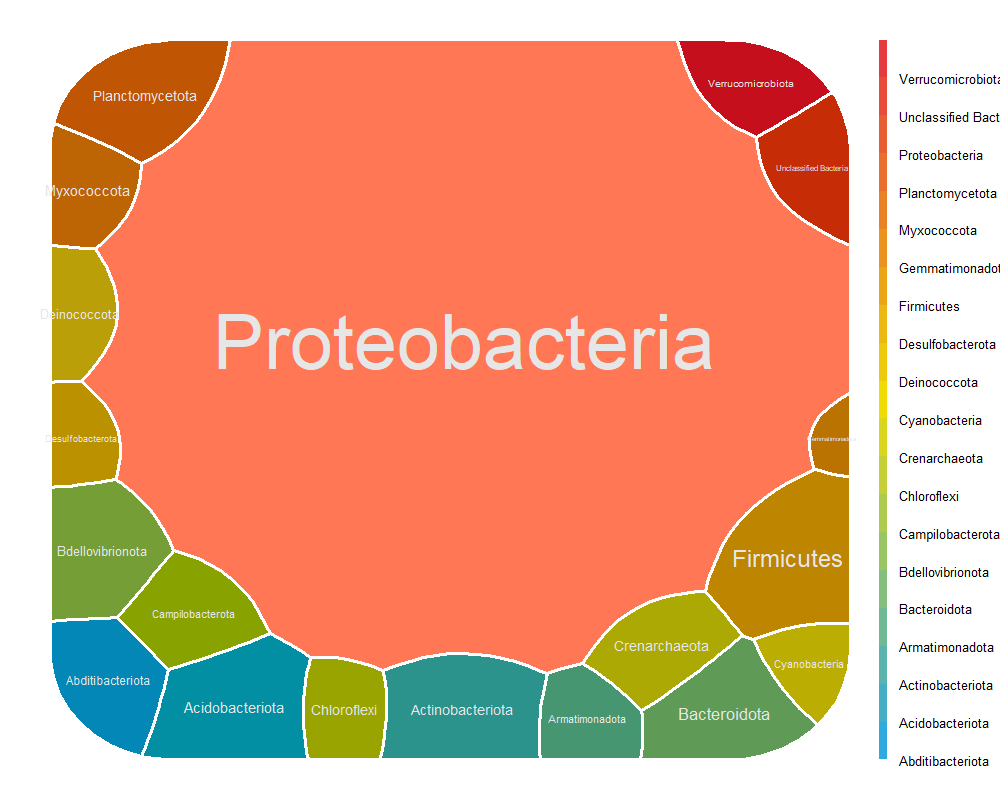 Planctomycetota
Verrucomicrobiota
Unclassified Bacteria
Myxococcota
Deinococcota
Proteobacteria
Desulfobacterota
Bdellovibrionota
Firmicutes
Campilobacterota
Crenarchaeota
Cyanobacteria
Abditibacteriota
Acidobacteriota
Chloroflexi
Actinobacteriota
Armatimonadota
Bacteroidota
Verrucomicrobiota
Unclassified Bact
Proteobacteria
Planctomycetota
Myxococcota
Gemmatimonadot
Firmicutes
Desulfobacterota
Deinococcota
Cyanobacteria
Crenarchaeota
Chloroflexi
Campilobacterota
Bdellovibrionota
Bacteroidota
Armatimonadota
Actinobacteriota
Acidobacteriota
Abditibacteriota